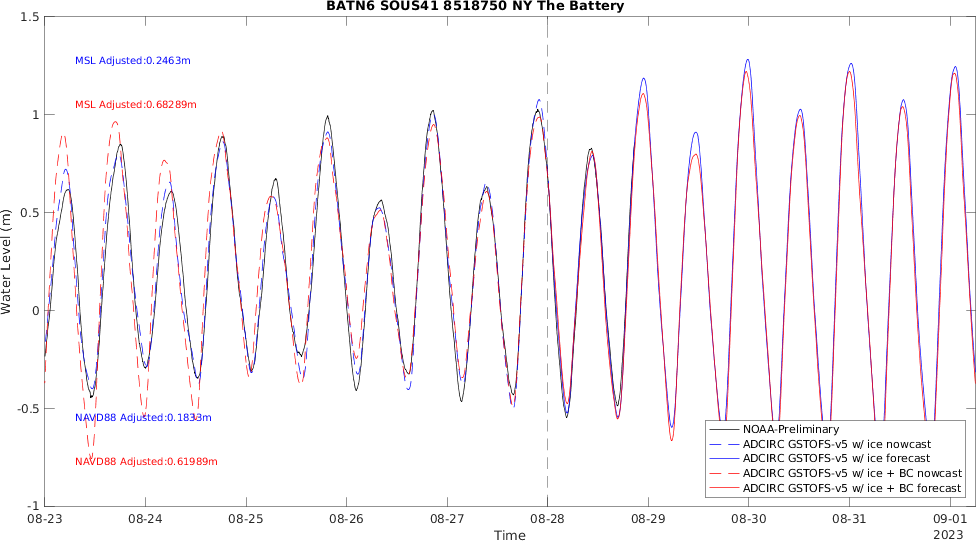 BATN6 SOUS41 8518750 NY The Battery
1.5
1
0.5
0
-0.5
-1
Water Level (m)
MSL Adjusted:0.2463m
MSL Adjusted:0.68289m
NAVD88 Adjusted:0.1833m
NAVD88 Adjusted:0.61989m
NOAA-Preliminary
ADCIRC GSTOFS-v5 w/ ice nowcast
ADCIRC GSTOFS-v5 w/ ice forecast
ADCIRC GSTOFS-v5 w/ ice + BC nowcast
ADCIRC GSTOFS-v5 w/ ice + BC forecast
08-23 08-24 08-25 08-26 08-27 08-28 08-29 08-30 08-31 09-01
Time
2023